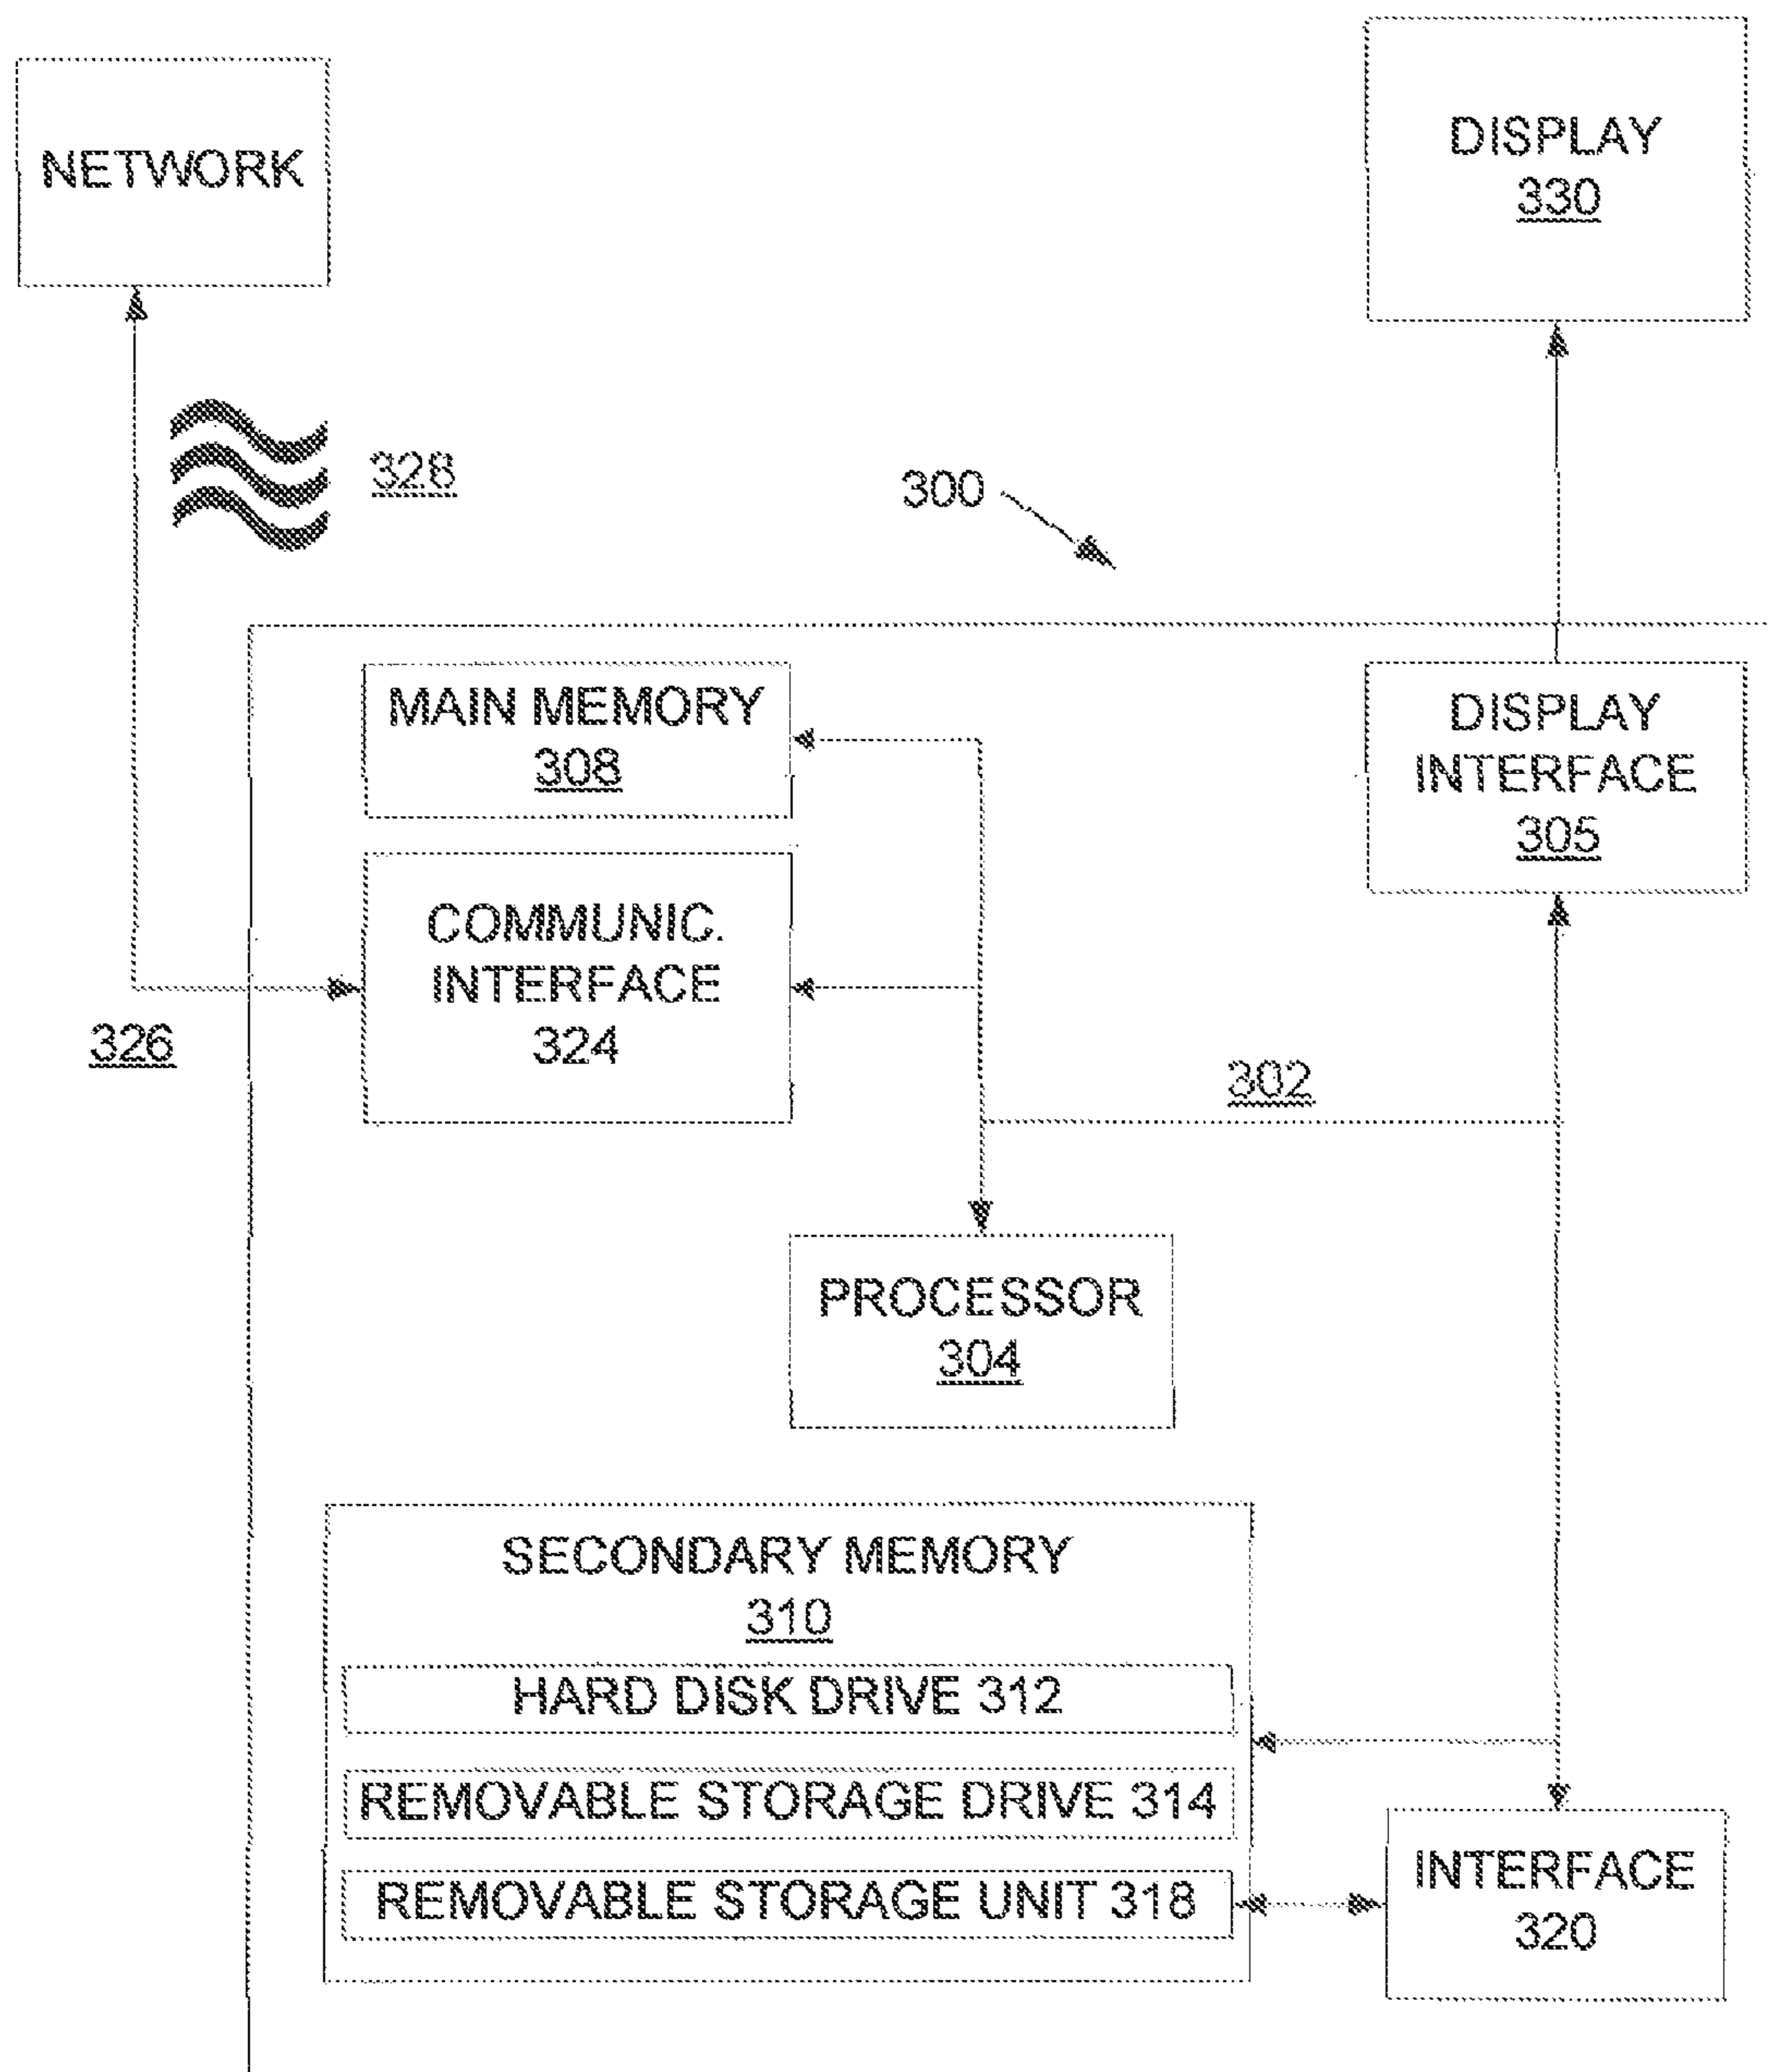 NETWORK
DISPLAY
330
328
300
MAIN MEMORY
308
DISPLAY
INTERFACE
305
COMMUNIC.
INTERFACE
324
326
302
PROCESSOR
304
SECONDARY MEMORY
310
HARD DISK DRIVE 312
REMOVABLE STORAGE DRIVE 314
REMOVABLE STORAGE UNIT 318
INTERFACE
320